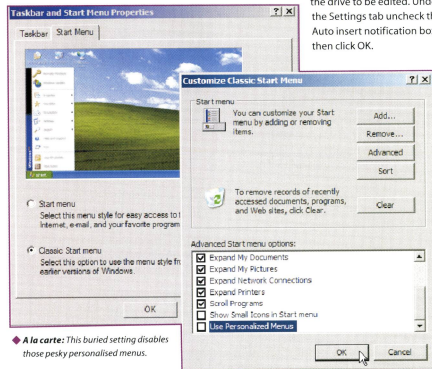 the drive to be edited. Und
the Settings tab uncheck th
Auto insert notification box
then click OK.
Taskbar and Start Menu Properties
Taskbar
Start Menu
Start menu
Select this menu style for easy access to t
Internet, e-mail, and your favorite program
Classic Start menu
Select this option to use the menu style fr
earlier versions of Windows.
OK
Customize Classic Start Menu
Start menu
You can customize your Start
menu by adding or removing
items.
Add...
Remove...
Advanced
Sort
To remove records of recently
accessed documents, programs,
and Web sites, click Clear.
Clear
Advanced Start menu options:
Expand My Documents
Expand My Pictures
Expand Network Connections
Expand Printers
Scroll Programs
Show Small Icons in Start menu
Use Personalized Menus
OK
Cancel
A la carte: This buried setting disables
those pesky personalised menus.